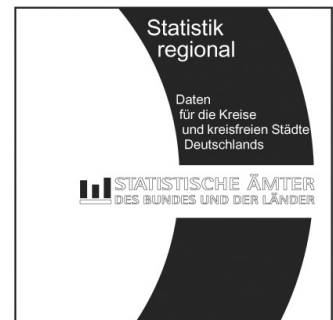 Statistik
regional
Daten
für die Kreise
und kreisfreien Städte
Deutschlands
STATISTISCHE ÄMTER
DES BUNDES UND DER LÄNDER